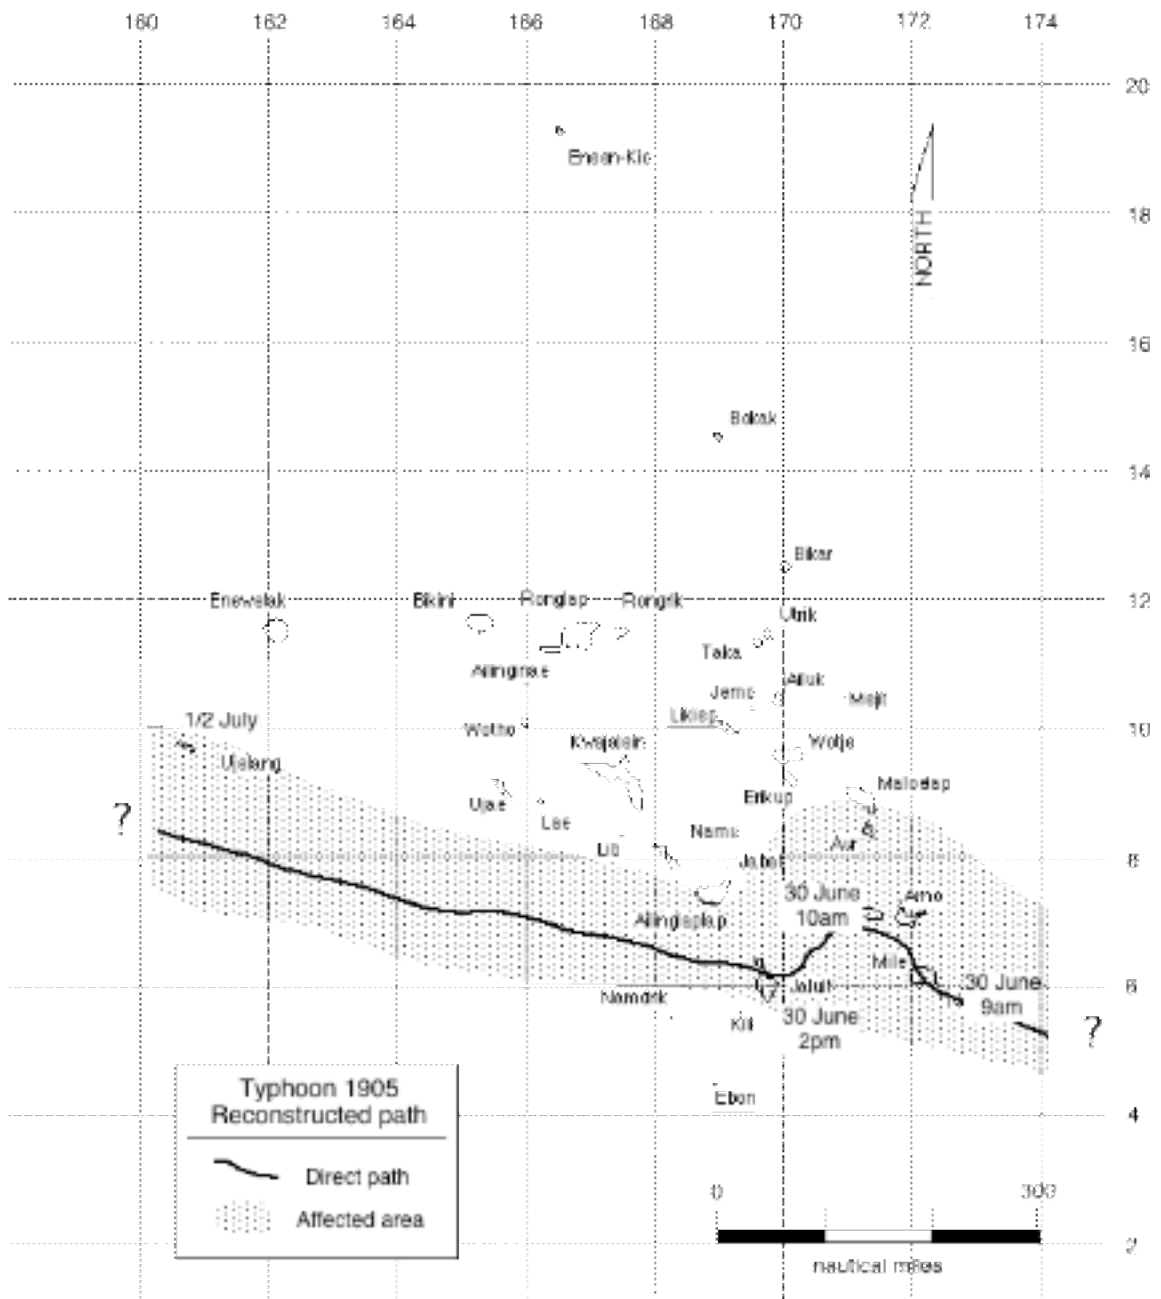 160 162 164 166 168 170 172 174
20
Eneen-Kio
18
NORTH
16
Bokak
14
Bikar
Enewetak Bikini Ronglap Rongrik 12
Utrik
Taka
Ailinginae
Ailuk
Jemo Mejit
Likiep
1/2 July Wotho 10
Kwajalein Wotje
Ujelang
Maloelap
Ujae Erikup
?
Lae
Namu
Lib Aur
Jabat 8
30 June
10am
Arno
Ailinglaplap
Mile
30 June
9am
Jaluit 6
Namdrik
Kili
30 June
2pm
?
Ebon
4
Typhoon 1905
Reconstructed path
Direct path
Affected area
0 300
nautical miles
2